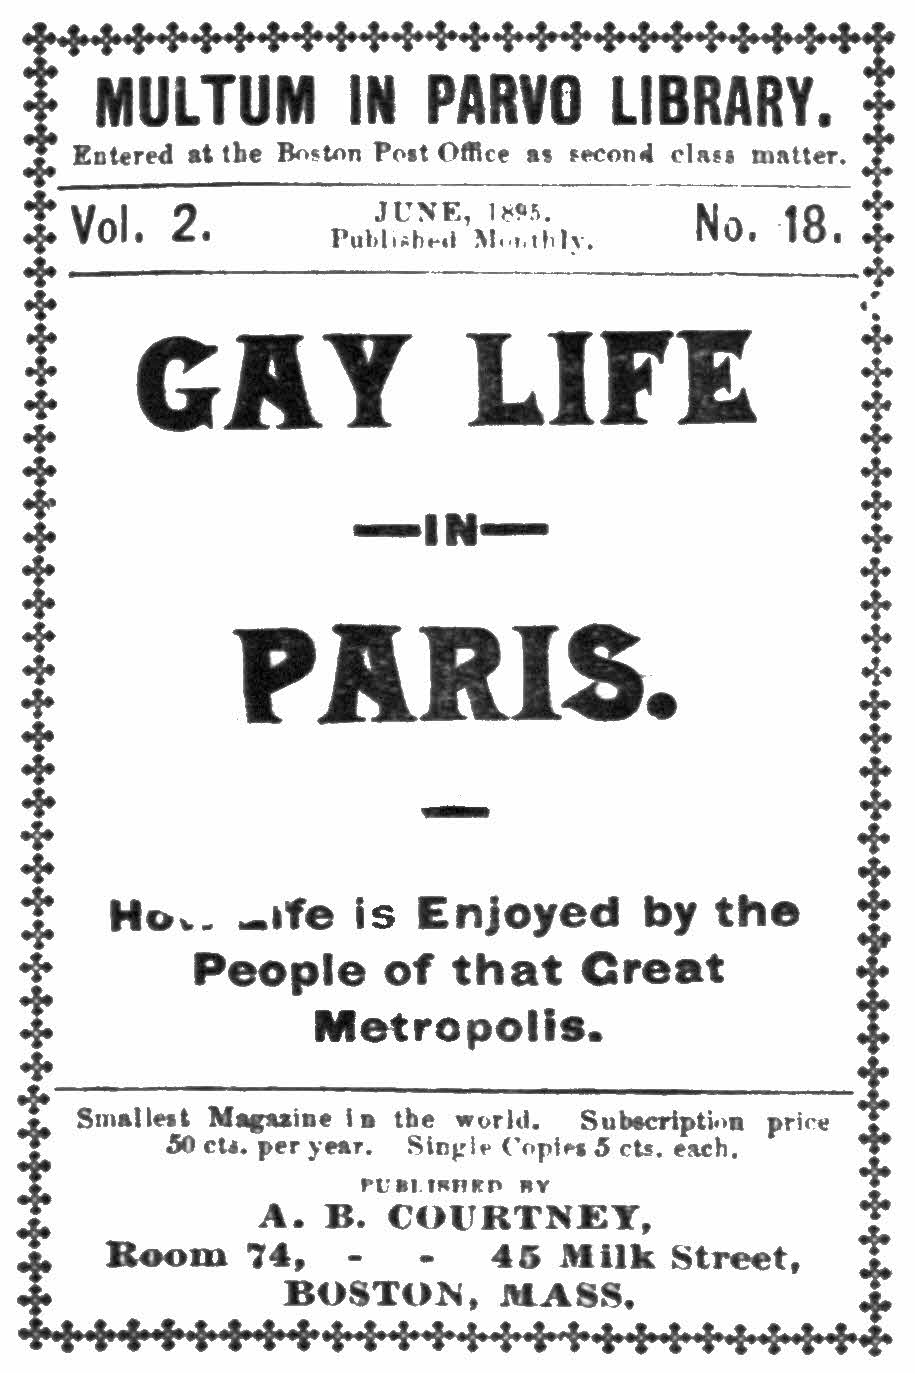 MULTUM IN PARVO LIBRARY.
Entered at the Boston Post Office as second class matter.
Vol. 2.
JUNE, 1895.
Published Monthly.
No. 18.
GAY LIFE
—IN—
PARIS.
How Life is Enjoyed by the
People of that Great
Metropolis.
Smallest Magazine in the world. Subscription price
50 cts. per year. Single Copies 5 cts. each.
PUBLISHED BY
A. B. COURTNEY,
Room 74, - - 45 Milk Street,
BOSTON, MASS.